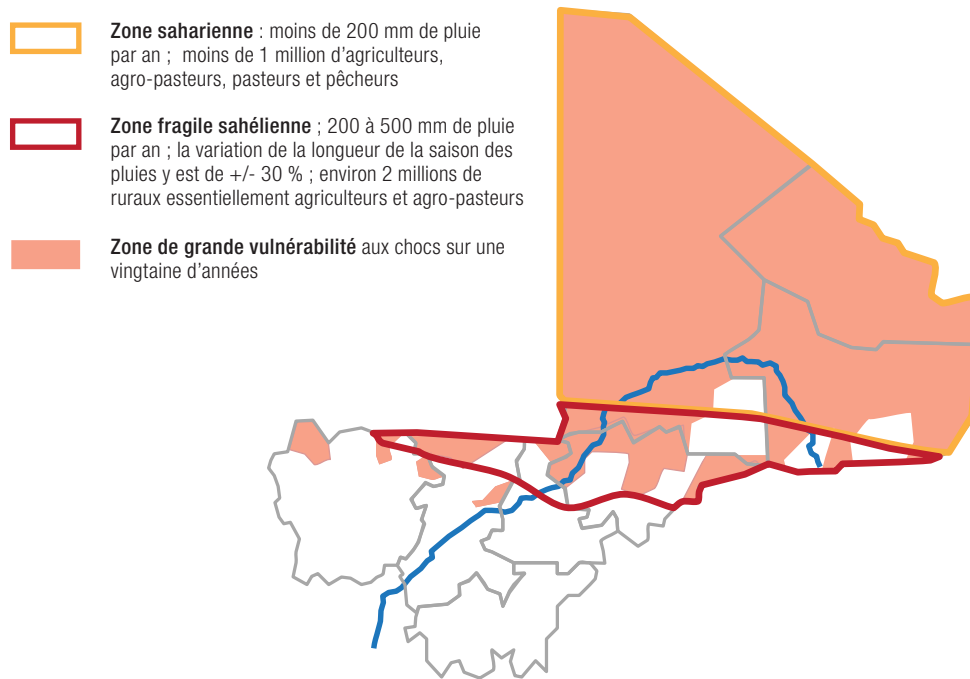 Zone saharienne : moins de 200 mm de pluie
par an ; moins de 1 million d’agriculteurs,
agro-pasteurs, pasteurs et pêcheurs
Zone fragile sahélienne ; 200 à 500 mm de pluie
par an ; la variation de la longueur de la saison des
pluies y est de +/- 30 % ; environ 2 millions de
ruraux essentiellement agriculteurs et agro-pasteurs
Zone de grande vulnérabilité aux chocs sur une
vingtaine d’années